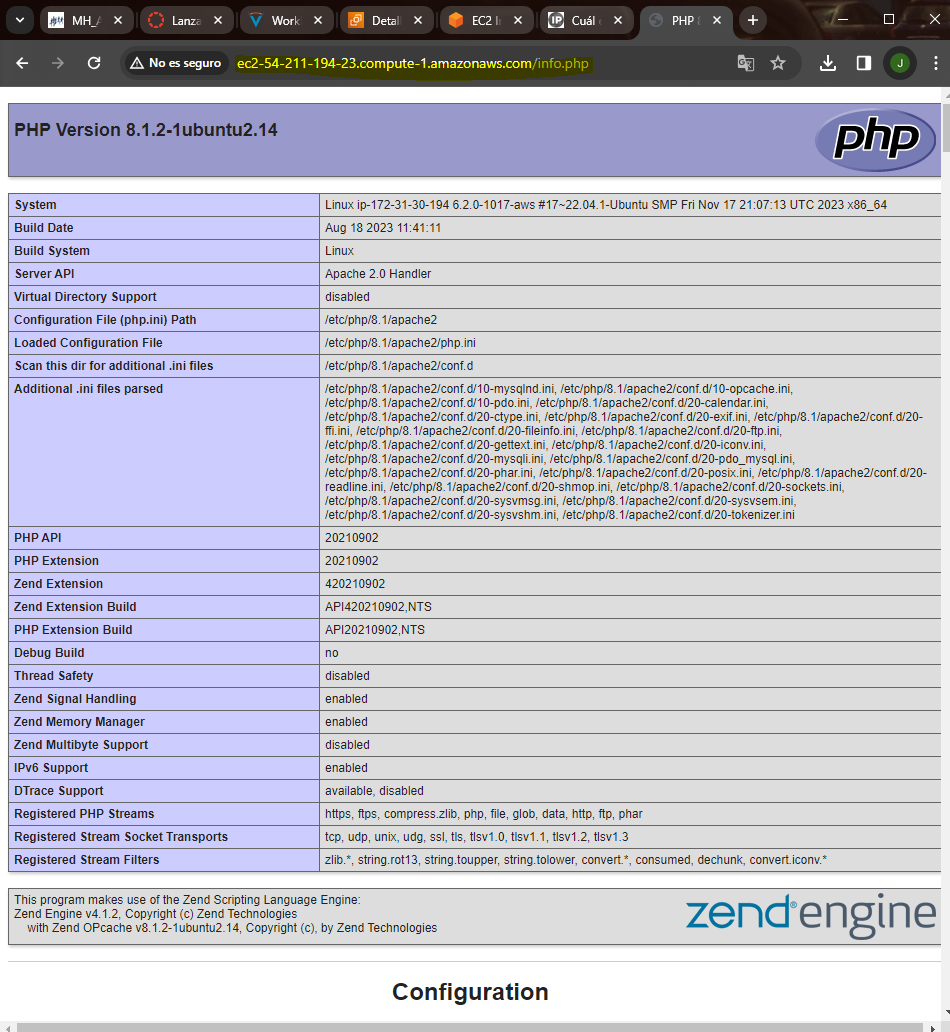 MH_A
Lanza
Work
Detall
EC2 I
Cuál
PHP
No es seguro
ec2-54-211-194-23.compute-1.amazonaws.com/info.php
J
PHP Version 8.1.2-1ubuntu2.14
php
System Linux ip-172-31-30-194 6.2.0-1017-aws #17~22.04.1-Ubuntu SMP Fri Nov 17 21:07:13 UTC 2023 x86_64
Build Date Aug 18 2023 11:41:11
Build System Linux
Server API Apache 2.0 Handler
Virtual Directory Support disabled
Configuration File (php.ini) Path /etc/php/8.1/apache2
Loaded Configuration File /etc/php/8.1/apache2/php.ini
Scan this dir for additional .ini files /etc/php/8.1/apache2/conf.d
Additional .ini files parsed /etc/php/8.1/apache2/conf.d/10-mysqlnd.ini, /etc/php/8.1/apache2/conf.d/10-opcache.ini,
/etc/php/8.1/apache2/conf.d/10-pdo.ini, /etc/php/8.1/apache2/conf.d/20-calendar.ini,
/etc/php/8.1/apache2/conf.d/20-ctype.ini, /etc/php/8.1/apache2/conf.d/20-exif.ini, /etc/php/8.1/apache2/conf.d/20-
ffi.ini, /etc/php/8.1/apache2/conf.d/20-fileinfo.ini, /etc/php/8.1/apache2/conf.d/20-ftp.ini,
/etc/php/8.1/apache2/conf.d/20-gettext.ini, /etc/php/8.1/apache2/conf.d/20-iconv.ini,
/etc/php/8.1/apache2/conf.d/20-mysqli.ini, /etc/php/8.1/apache2/conf.d/20-pdo_mysql.ini,
/etc/php/8.1/apache2/conf.d/20-phar.ini, /etc/php/8.1/apache2/conf.d/20-posix.ini, /etc/php/8.1/apache2/conf.d/20-
readline.ini, /etc/php/8.1/apache2/conf.d/20-shmop.ini, /etc/php/8.1/apache2/conf.d/20-sockets.ini,
/etc/php/8.1/apache2/conf.d/20-sysvmsg.ini, /etc/php/8.1/apache2/conf.d/20-sysvsem.ini,
/etc/php/8.1/apache2/conf.d/20-sysvshm.ini, /etc/php/8.1/apache2/conf.d/20-tokenizer.ini
PHP API 20210902
PHP Extension 20210902
Zend Extension 420210902
Zend Extension Build API420210902,NTS
PHP Extension Build API20210902,NTS
Debug Build no
Thread Safety disabled
Zend Signal Handling enabled
Zend Memory Manager enabled
Zend Multibyte Support disabled
IPv6 Support enabled
DTrace Support available, disabled
Registered PHP Streams https, ftps, compress.zlib, php, file, glob, data, http, ftp, phar
Registered Stream Socket Transports tcp, udp, unix, udg, ssl, tls, tlsv1.0, tlsv1.1, tlsv1.2, tlsv1.3
Registered Stream Filters zlib.*, string.rot13, string.toupper, string.tolower, convert.*, consumed, dechunk, convert.iconv.*
This program makes use of the Zend Scripting Language Engine:
Zend Engine v4.1.2, Copyright (c) Zend Technologies
with Zend OPcache v8.1.2-1ubuntu2.14, Copyright (c), by Zend Technologies
zend®engine
Configuration